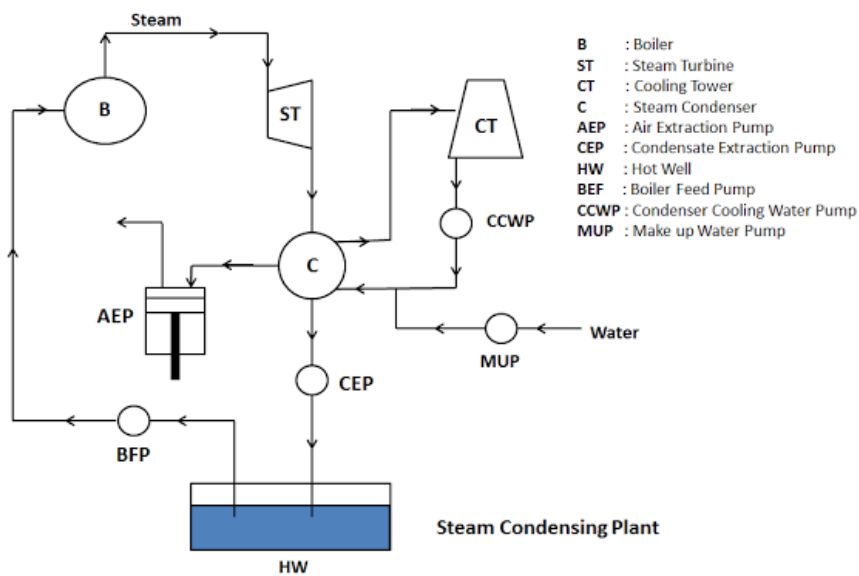 Steam
B
ST
CT
CCWP
C
AEP
Water
MUP
CEP
BFP
HW
Steam Condensing Plant
B : Boiler
ST : Steam Turbine
CT : Cooling Tower
C : Steam Condenser
AEP : Air Extraction Pump
CEP : Condensate Extraction Pump
HW : Hot Well
BEF : Boiler Feed Pump
CCWP : Condenser Cooling Water Pump
MUP : Make up Water Pump